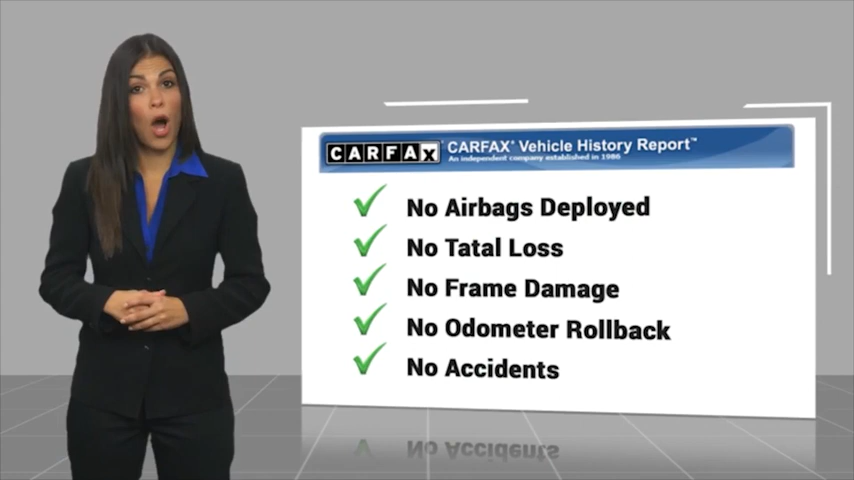 CARFAX CARFAX® Vehicle History Report™
An independent company established in 1986
No Airbags Deployed
No Tatal Loss
No Frame Damage
No Odometer Rollback
No Accidents